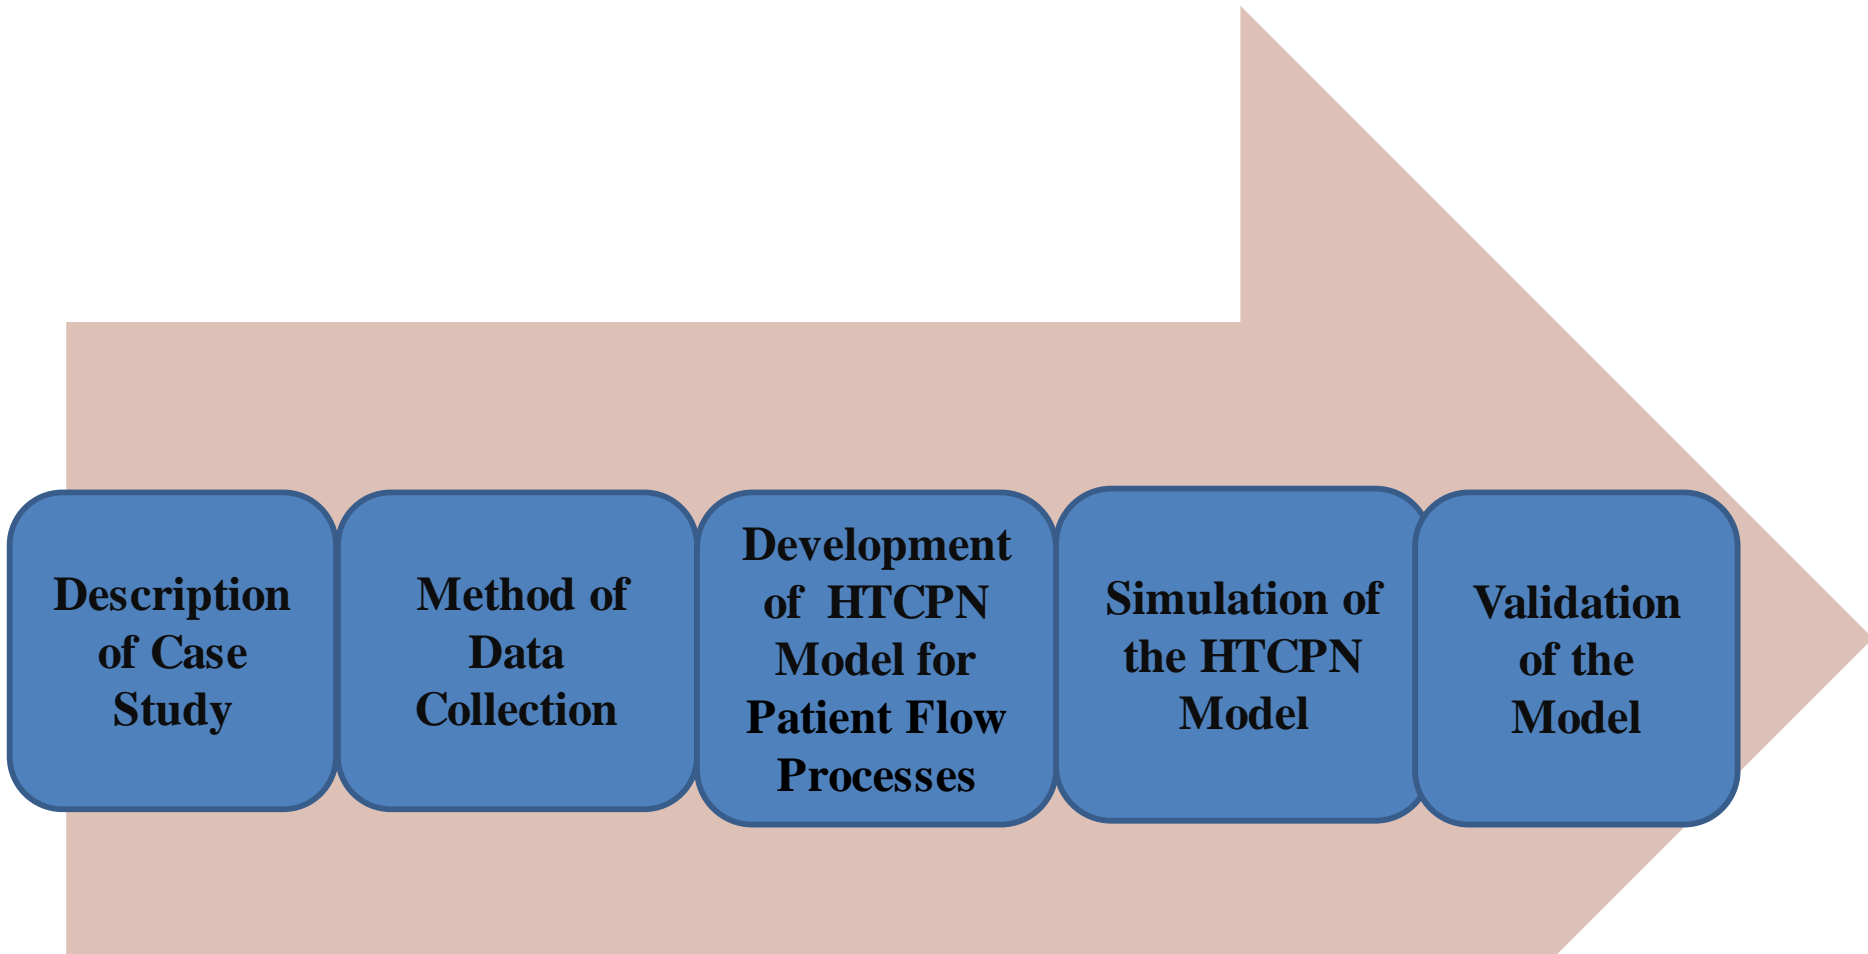 Description
of Case
Study
Method of
Data
Collection
Development
of HTCPN
Model for
Patient Flow
Processes
Simulation of
the HTCPN
Model
Validation
of the
Model